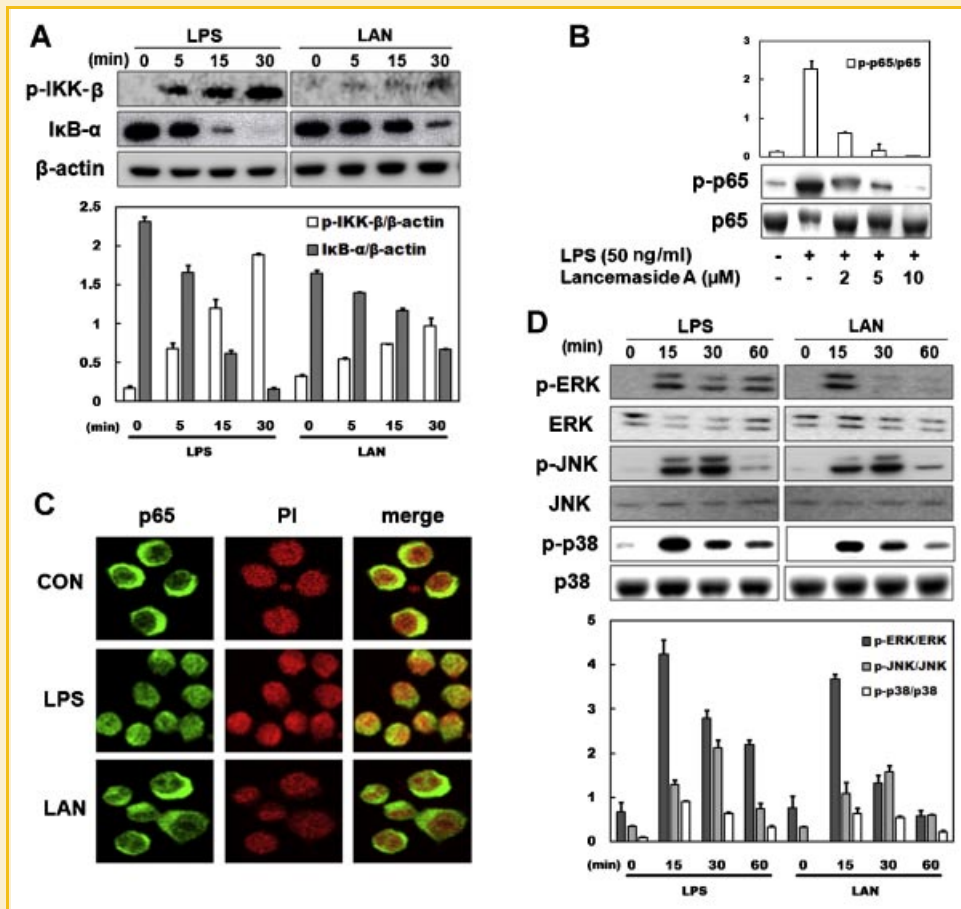 A
LPS LAN
(min) 0 5 15 30 0 5 15 30
p-IKK-β
IκB-α
β-actin
2.5
2
1.5
1
0.5
0
p-IKK-β/β-actin
IκB-α/β-actin
0 5 15 30 0 5 15 30
(min)
LPS LAN
B
3
2
1
0
p-p65/p65
p-p65
p65
LPS (50 ng/ml) - + + + +
Lancemaside A (µM) - - 2 5 10
C
p65 PI merge
CON
LPS
LAN
D
LPS LAN
(min) 0 15 30 60 0 15 30 60
p-ERK
ERK
p-JNK
JNK
p-p38
p38
5
4
3
2
1
0
p-ERK/ERK
p-JNK/JNK
p-p38/p38
(min) 0 15 30 60 0 15 30 60
LPS LAN